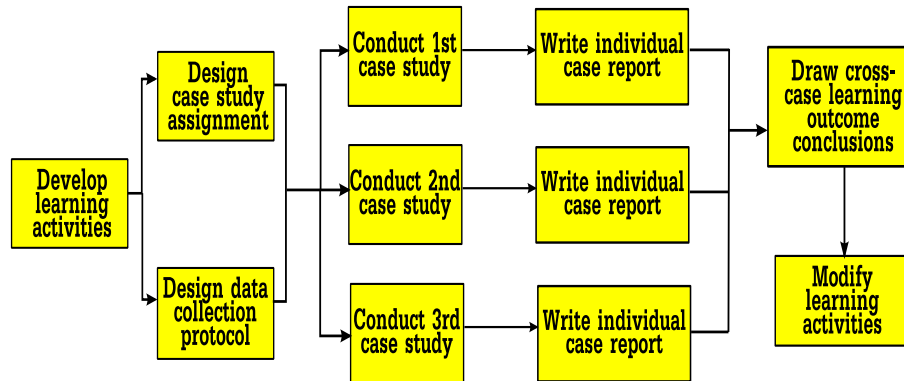 Develop
learning
activities
Design
case study
assignment
Design data
collection
protocol
Conduct 1st
case study
Conduct 2nd
case study
Conduct 3rd
case study
Write individual
case report
Write individual
case report
Write individual
case report
Draw cross-
case learning
outcome
conclusions
Modify
learning
activities